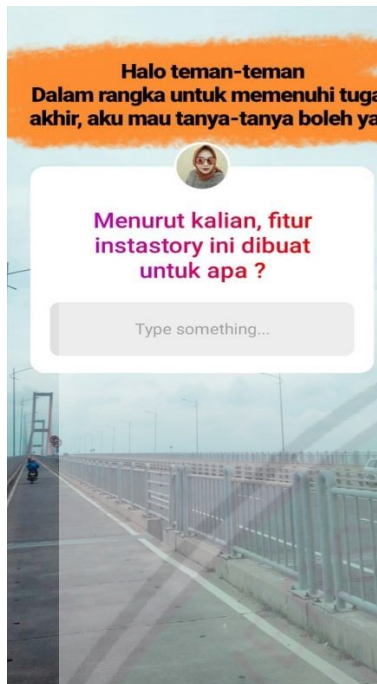 Halo teman-teman
Dalam rangka untuk memenuhi tuga
akhir, aku mau tanya-tanya boleh ya
Menurut kalian, fitur
instastory ini dibuat
untuk apa ?
Type something...